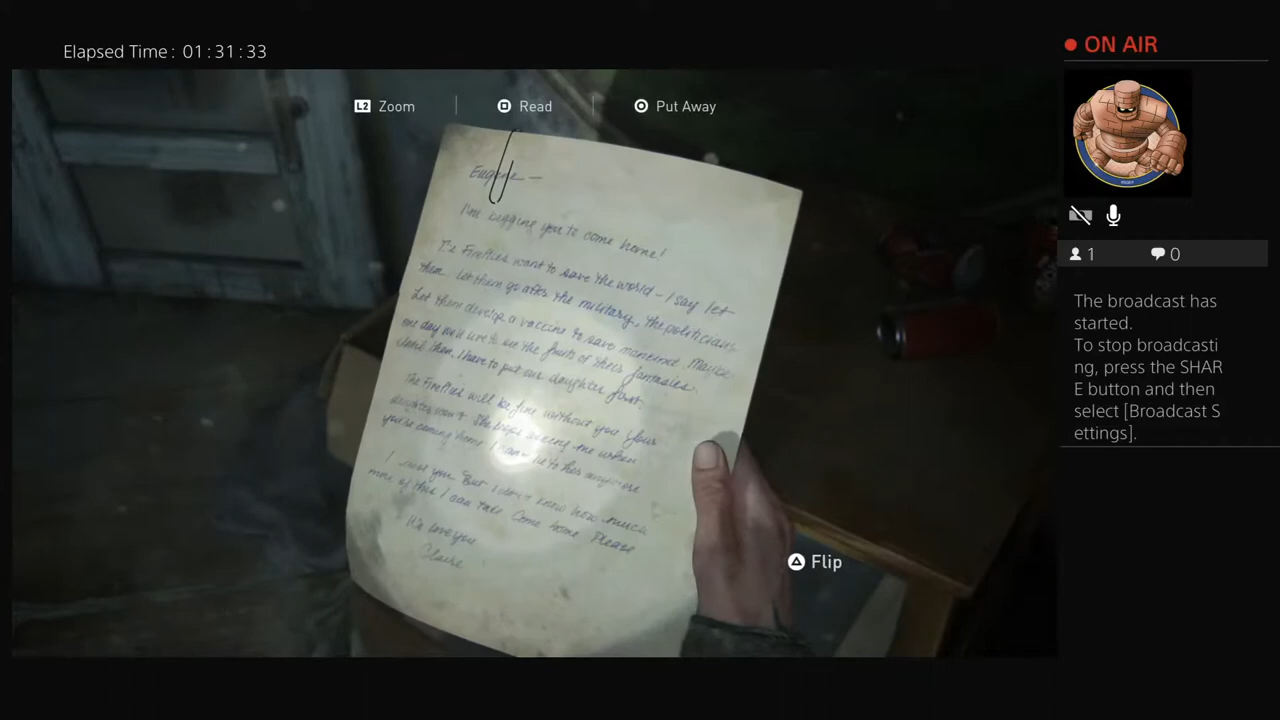 Elapsed Time: 01:31:33
ON AIR
L2 Zoom
Read
Put Away
Eugene —
I'm begging you to come home!
The Fireflies want to save the world – I say let
them. Let them go after the military, the politicians.
Let them develop a vaccine to save mankind. Maybe
one day we'll live to see the fruits of their fantasies.
Until then, I have to put our daughter first.
The Fireflies will be fine without you. Your
daughter won't. She keeps asking me when
you're coming home. I can't lie to her anymore.
I miss you. But I don't know how much
more of this I can take. Come home. Please
We love you
Claire
Flip
1
0
The broadcast has
started.
To stop broadcasti
ng, press the SHAR
E button and then
select [Broadcast S
ettings].